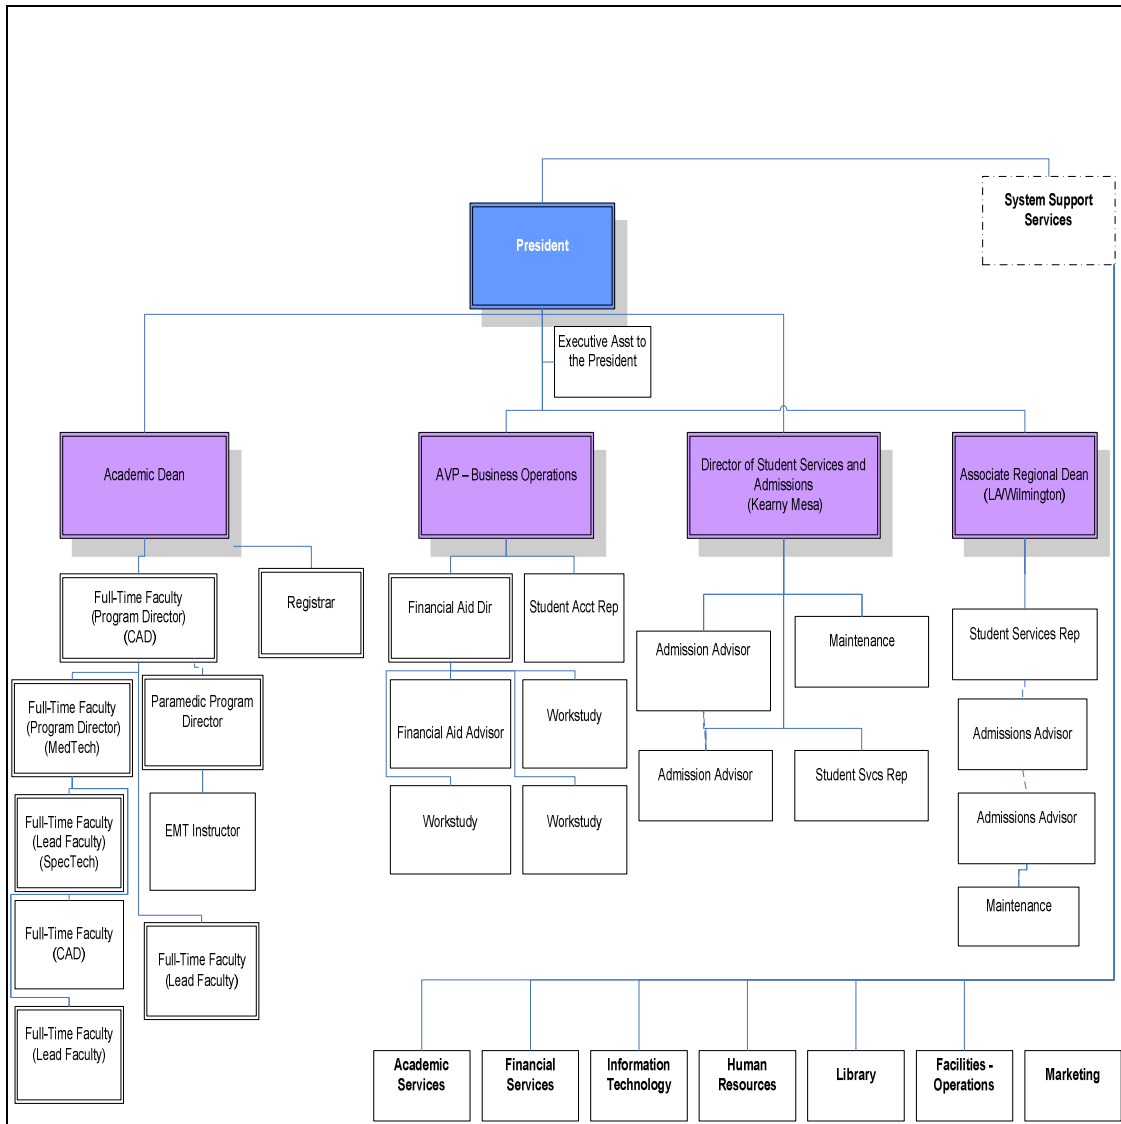 System Support
Services
President
Executive Asst to
the President
Academic Dean
AVP – Business Operations
Director of Student Services and
Admissions
(Kearny Mesa)
Associate Regional Dean
(LA/Wilmington)
Full-Time Faculty
(Program Director)
(CAD)
Registrar
Financial Aid Dir
Student Acct Rep
Admission Advisor
Maintenance
Student Services Rep
Full-Time Faculty
(Program Director)
(MedTech)
Paramedic Program
Director
Financial Aid Advisor
Workstudy
Admission Advisor
Student Svcs Rep
Admissions Advisor
Full-Time Faculty
(Lead Faculty)
(SpecTech)
EMT Instructor
Workstudy
Workstudy
Admissions Advisor
Full-Time Faculty
(CAD)
Full-Time Faculty
(Lead Faculty)
Maintenance
Full-Time Faculty
(Lead Faculty)
Academic
Services
Financial
Services
Information
Technology
Human
Resources
Library
Facilities -
Operations
Marketing